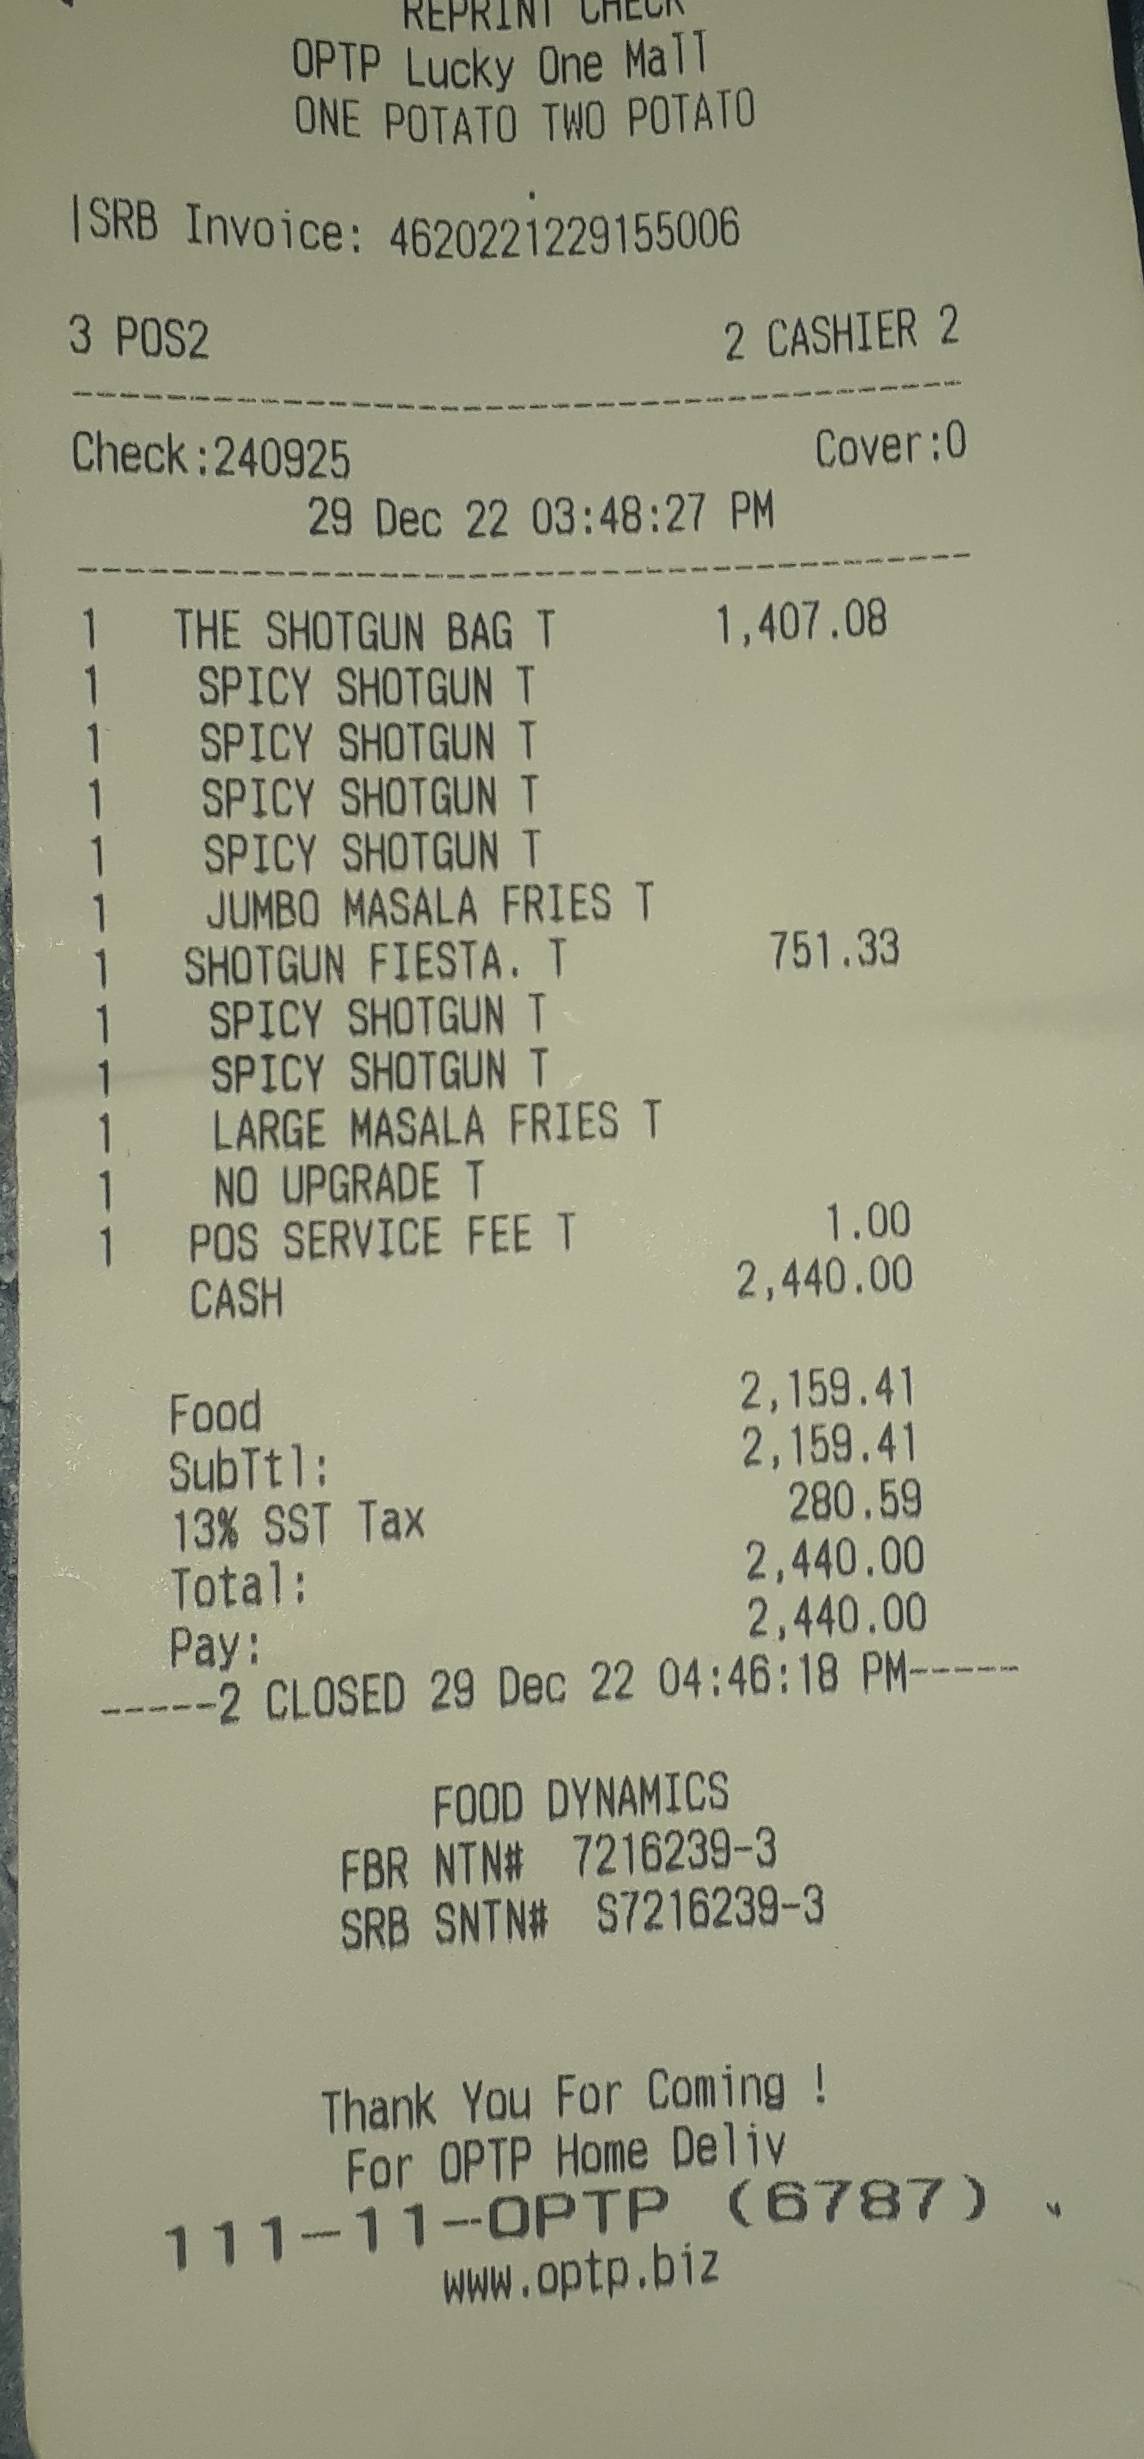 REPRINT CHECK
OPTP Lucky One Mall
ONE POTATO TWO POTATO
|SRB Invoice: 4620221229155006
3 POS2 2 CASHIER 2
Check:240925 Cover:0
29 Dec 22 03:48:27 PM
1 THE SHOTGUN BAG T 1,407.08
1 SPICY SHOTGUN T
1 SPICY SHOTGUN T
1 SPICY SHOTGUN T
1 SPICY SHOTGUN T
1 JUMBO MASALA FRIES T
1 SHOTGUN FIESTA. T 751.33
1 SPICY SHOTGUN T
1 SPICY SHOTGUN T
1 LARGE MASALA FRIES T
1 NO UPGRADE T
1 POS SERVICE FEE T 1.00
CASH 2,440.00
Food 2,159.41
SubTtl: 2,159.41
13% SST Tax 280.59
Total: 2,440.00
Pay: 2,440.00
-----2 CLOSED 29 Dec 22 04:46:18 PM-----
FOOD DYNAMICS
FBR NTN# 7216239-3
SRB SNTN# S7216239-3
Thank You For Coming !
For OPTP Home Deliv
111-11-OPTP (6787)
www.optp.biz